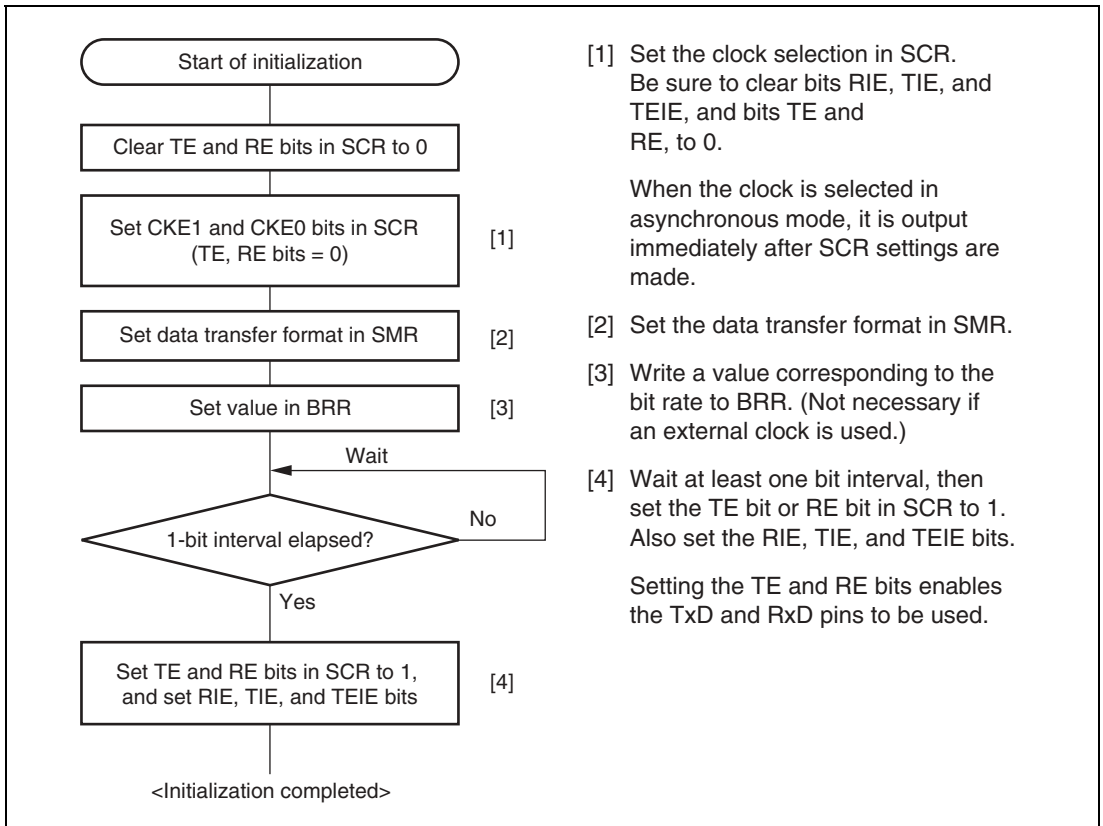 Start of initialization
Clear TE and RE bits in SCR to 0
Set CKE1 and CKE0 bits in SCR
(TE, RE bits = 0)
[1]
Set data transfer format in SMR
[2]
Set value in BRR
[3]
Wait
1-bit interval elapsed?
No
Yes
Set TE and RE bits in SCR to 1,
and set RIE, TIE, and TEIE bits
[4]
<Initialization completed>
[1] Set the clock selection in SCR.
Be sure to clear bits RIE, TIE, and
TEIE, and bits TE and
RE, to 0.
When the clock is selected in
asynchronous mode, it is output
immediately after SCR settings are
made.
[2] Set the data transfer format in SMR.
[3] Write a value corresponding to the
bit rate to BRR. (Not necessary if
an external clock is used.)
[4] Wait at least one bit interval, then
set the TE bit or RE bit in SCR to 1.
Also set the RIE, TIE, and TEIE bits.
Setting the TE and RE bits enables
the TxD and RxD pins to be used.